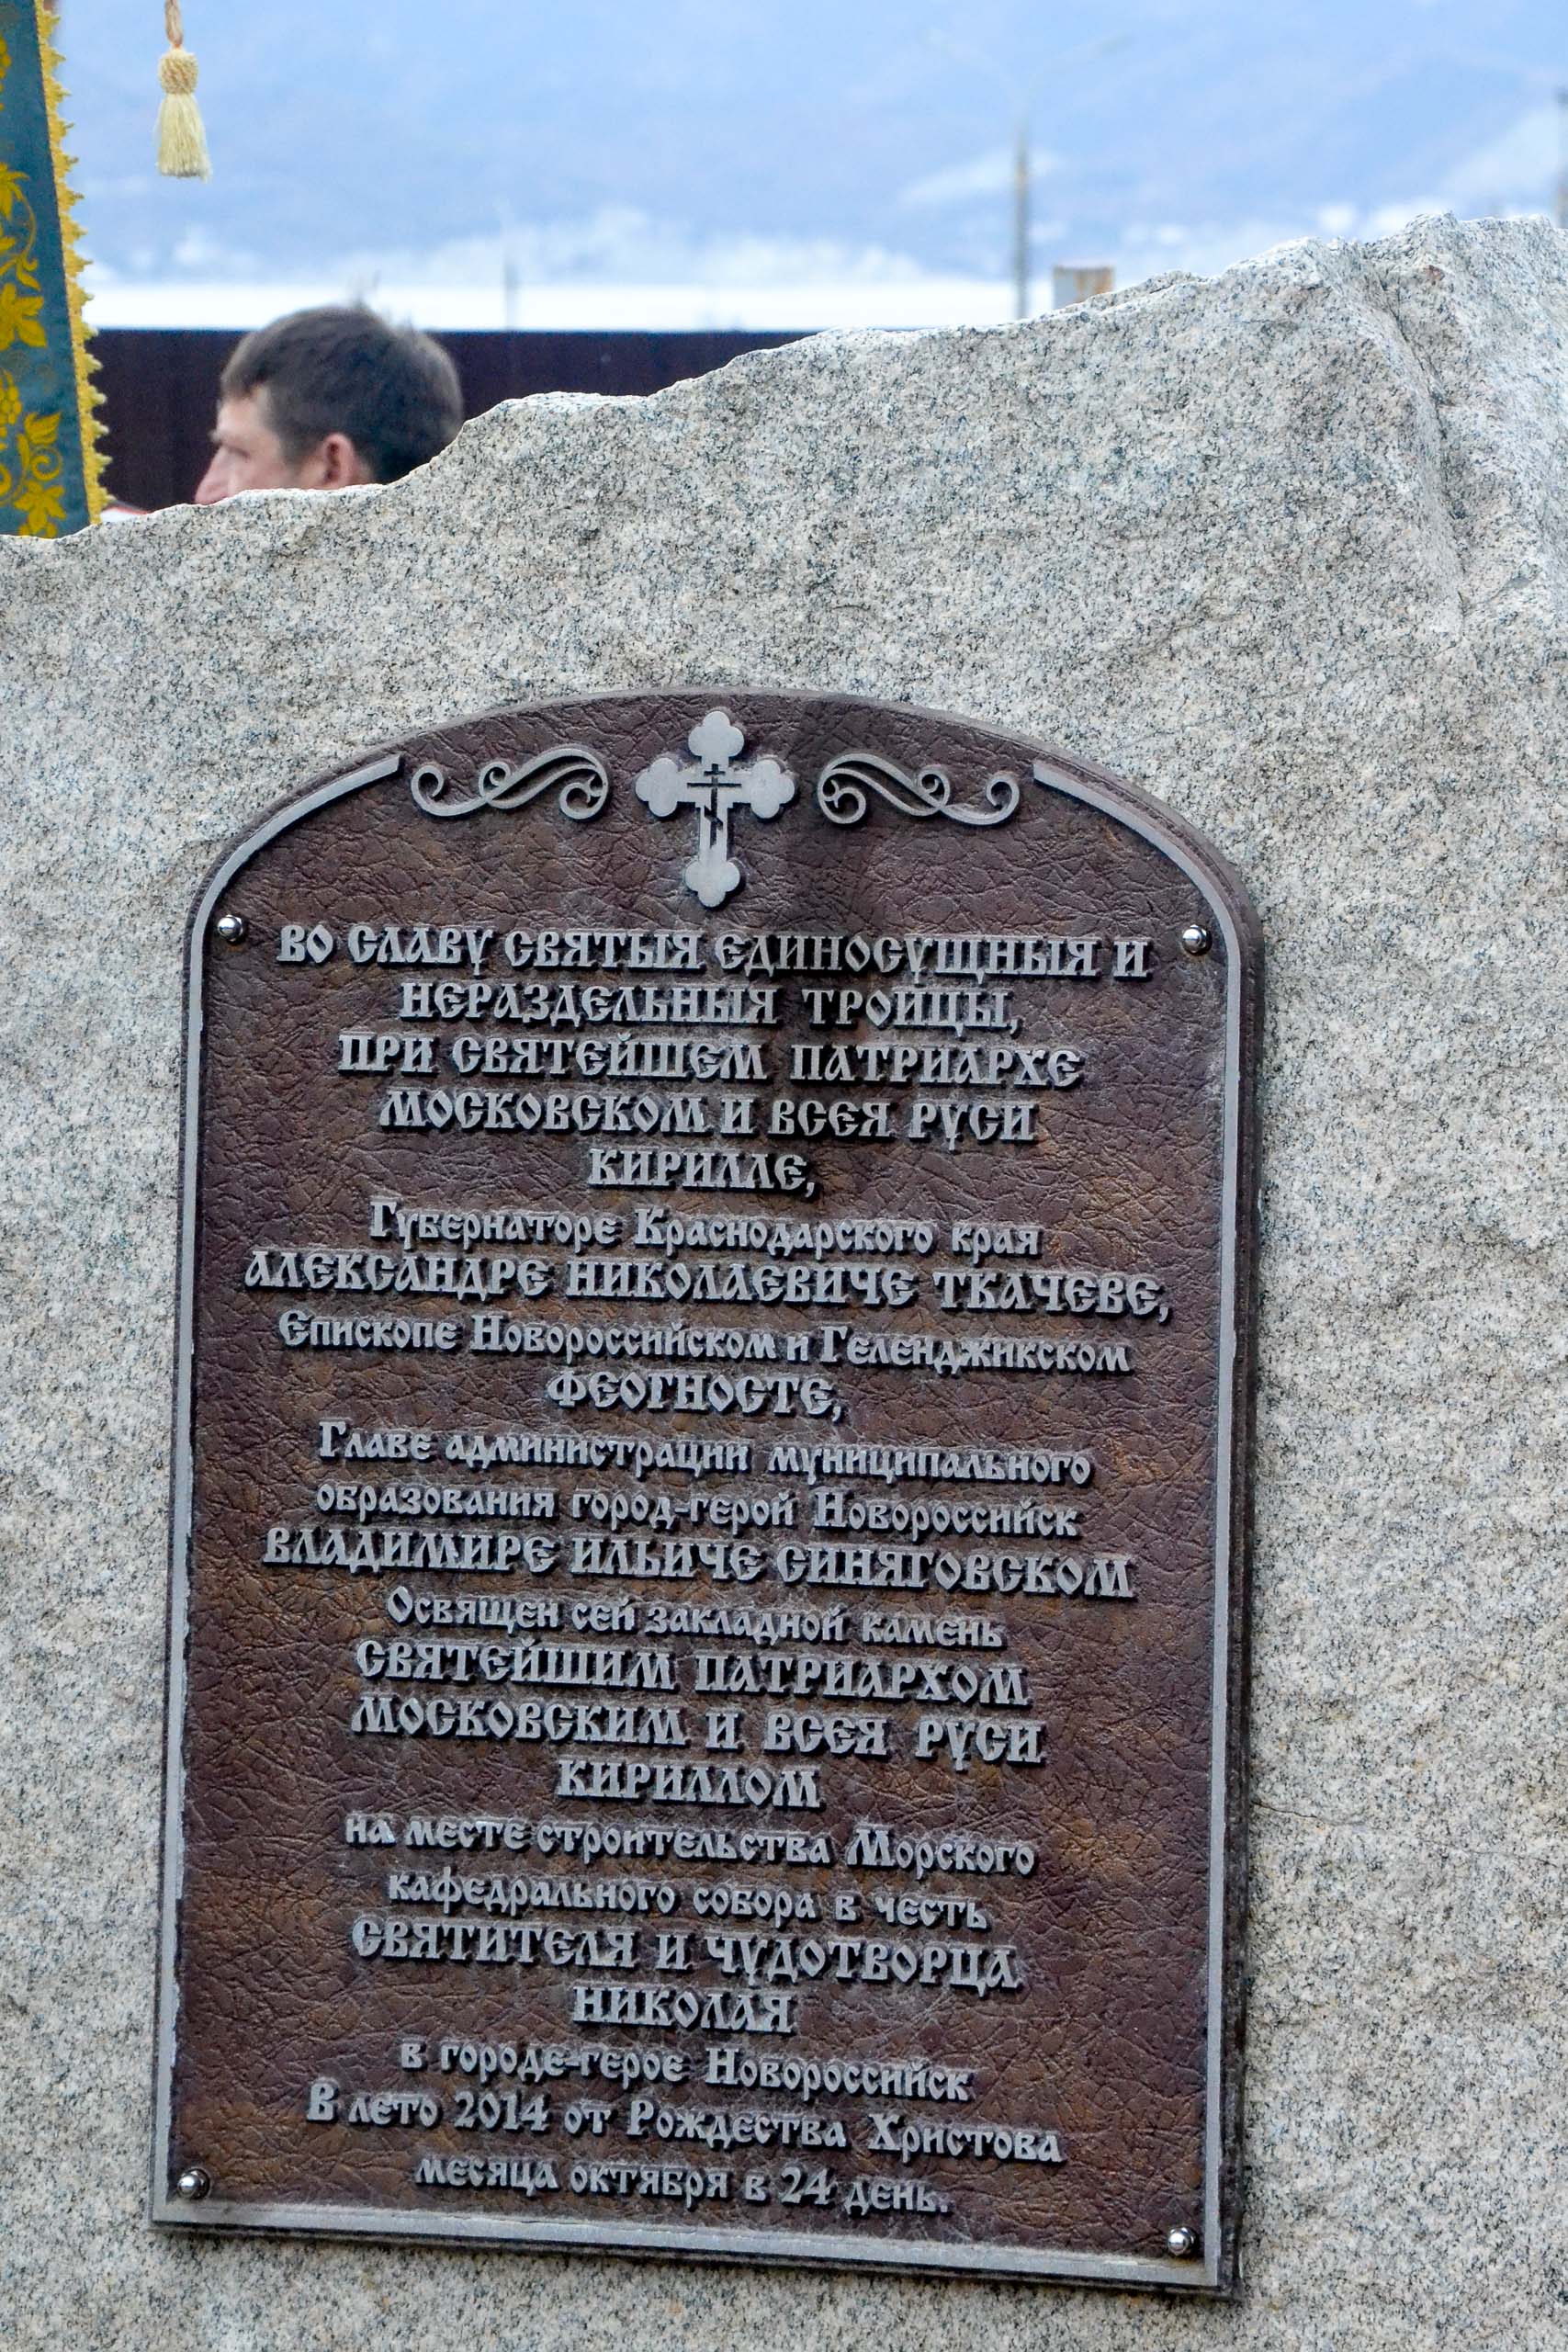 ВО СЛАВУ СВЯТЫЯ ЕДИНОСУЩНЫЯ И
НЕРАЗДЕЛЬНЫЯ ТРОИЦЫ,
ПРИ СВЯТЕЙШЕМ ПАТРИАРХЕ
МОСКОВСКОМ И ВСЕЯ РУСИ
КИРИЛЛЕ,
Губернаторе Краснодарского края
АЛЕКСАНДРЕ НИКОЛАЕВИЧЕ ТКАЧЕВЕ,
Епископе Новороссийском и Геленджикском
ФЕОГНОСТЕ,
Главе администрации муниципального
образования город-герой Новороссийск
ВЛАДИМИРЕ ИЛЬИЧЕ СИНЯГОВСКОМ
Освящен сей закладной камень
СВЯТЕЙШИМ ПАТРИАРХОМ
МОСКОВСКИМ И ВСЕЯ РУСИ
КИРИЛЛОМ
на месте строительства Морского
кафедрального собора в честь
СВЯТИТЕЛЯ И ЧУДОТВОРЦА
НИКОЛАЯ
в городе-герое Новороссийск
В лето 2014 от Рождества Христова
месяца октября в 24 день.